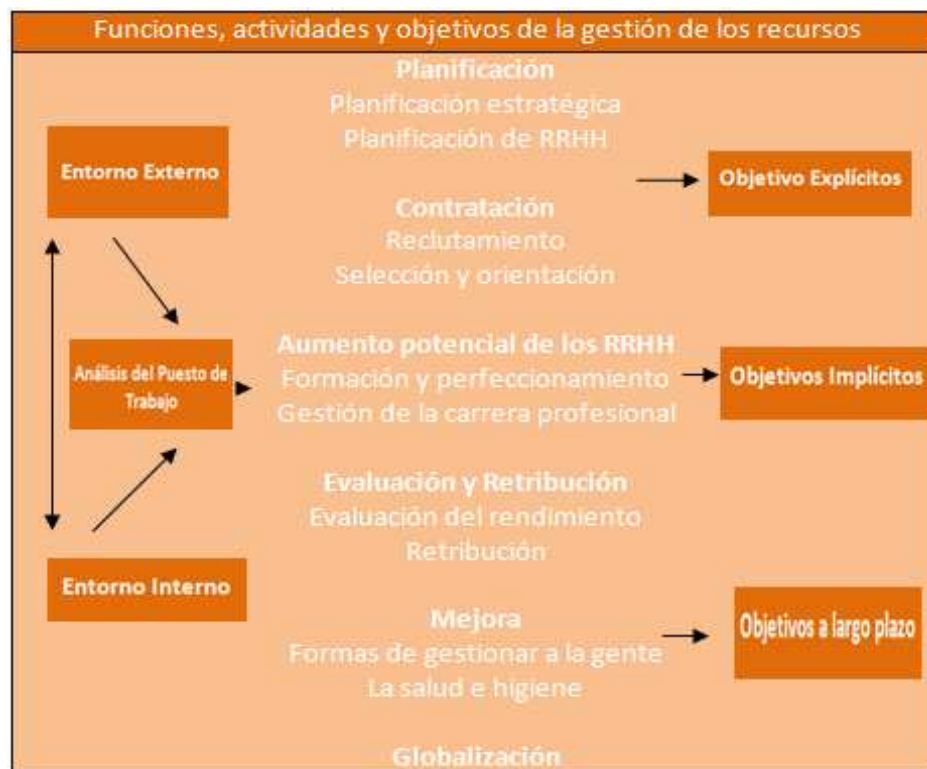 Funciones, actividades y objetivos de la gestión de los recursos
Planificación
Planificación estratégica
Planificación de RRHH
Entorno Externo
Objetivo Explícitos
Contratación
Reclutamiento
Selección y orientación
Análisis del Puesto de
Trabajo
Aumento potencial de los RRHH
Formación y perfeccionamiento
Gestión de la carrera profesional
Objetivos Implícitos
Evaluación y Retribución
Evaluación del rendimiento
Retribución
Entorno Interno
Mejora
Formas de gestionar a la gente
La salud e higiene
Objetivos a largo plazo
Globalización